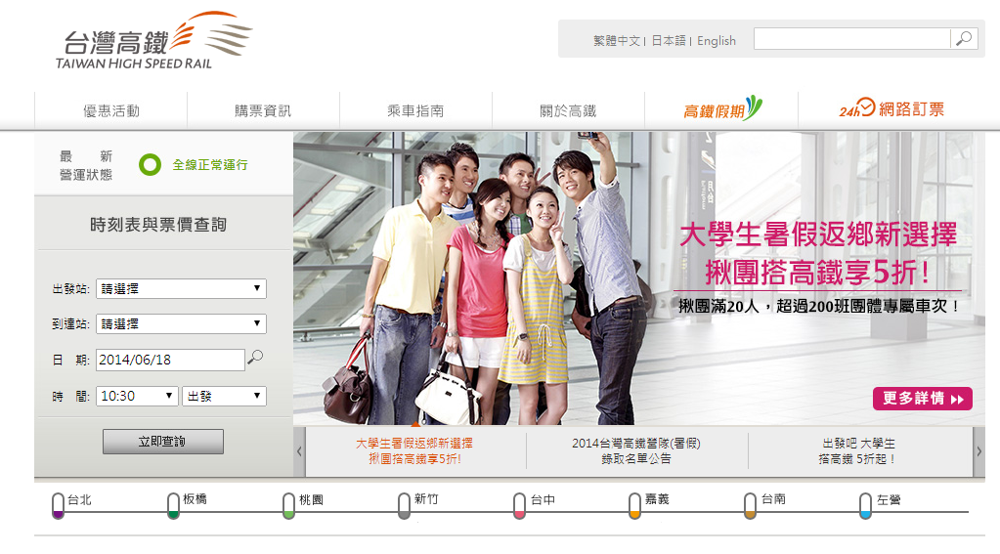 台灣高鐵
TAIWAN HIGH SPEED RAIL
繁體中文 | 日本語 | English
優惠活動
購票資訊
乘車指南
關於高鐵
高鐵假期
24h 網路訂票
最 新
營運狀態
全線正常運行
時刻表與票價查詢
出發站: 請選擇
到達站: 請選擇
日 期: 2014/06/18
時 間: 10:30 出發
立即查詢
大學生暑假返鄉新選擇
揪團搭高鐵享5折!
揪團滿20人,超過200班團體專屬車次!
更多詳情
大學生暑假返鄉新選擇
揪團搭高鐵享5折!
2014台灣高鐵營隊(暑假)
錄取名單公告
出發吧 大學生
搭高鐵 5折起!
台北
板橋
桃園
新竹
台中
嘉義
台南
左營